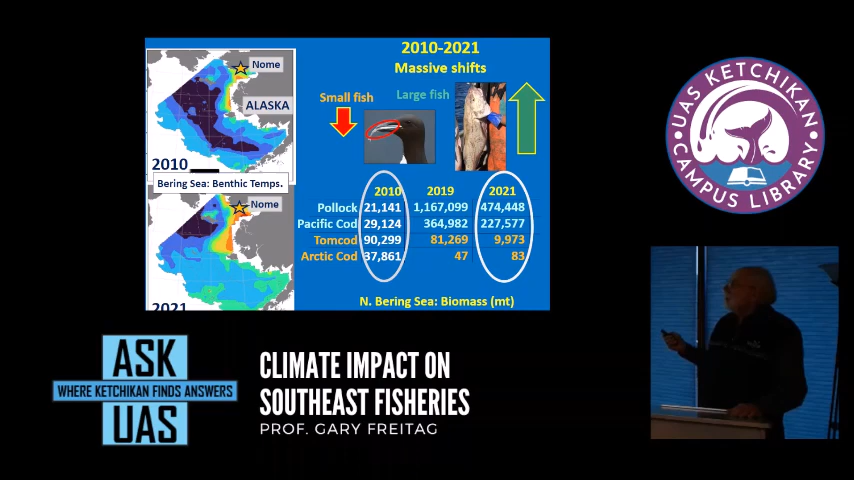 2010-2021
Massive shifts
Nome
Small fish
Large fish
ALASKA
2010
Bering Sea: Benthic Temps.
Nome
2021
2010 2019 2021
Pollock 21,141 1,167,099 474,448
Pacific Cod 29,124 364,982 227,577
Tomcod 90,299 81,269 9,973
Arctic Cod 37,861 47 83
N. Bering Sea: Biomass (mt)
UAS KETCHIKAN
CAMPUS LIBRARY
ASK
WHERE KETCHIKAN FINDS ANSWERS
UAS
CLIMATE IMPACT ON
SOUTHEAST FISHERIES
PROF. GARY FREITAG